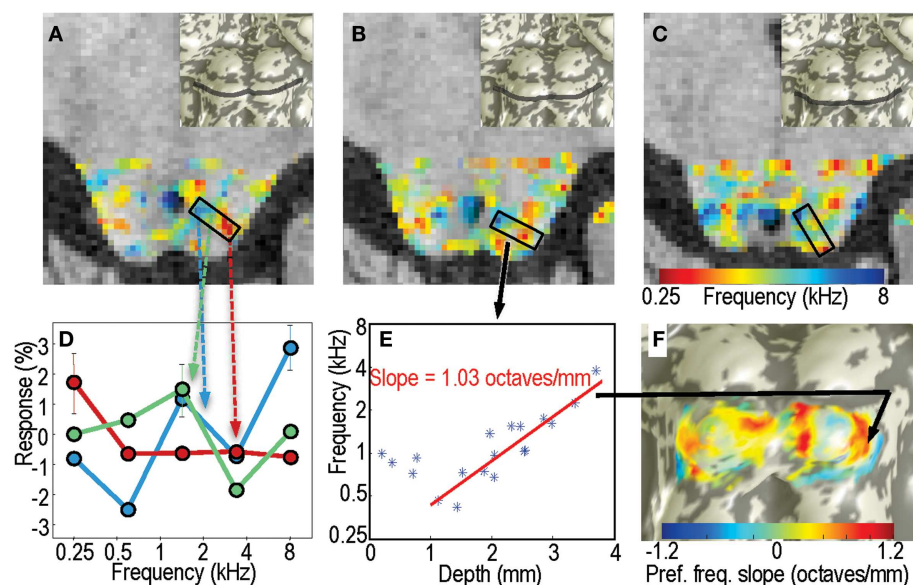 A
B
C
0.25 Frequency (kHz) 8
D
Response (%)
3
2
1
0
-1
-2
-3
0.25 0.5 1 2 4 8
Frequency (kHz)
E
Frequency (kHz)
4
2
1
0.5
0.25
Slope = 1.03 octaves/mm
0 1 2 3 4
Depth (mm)
F
-1.2 0 1.2
Pref. freq. slope (octaves/mm)